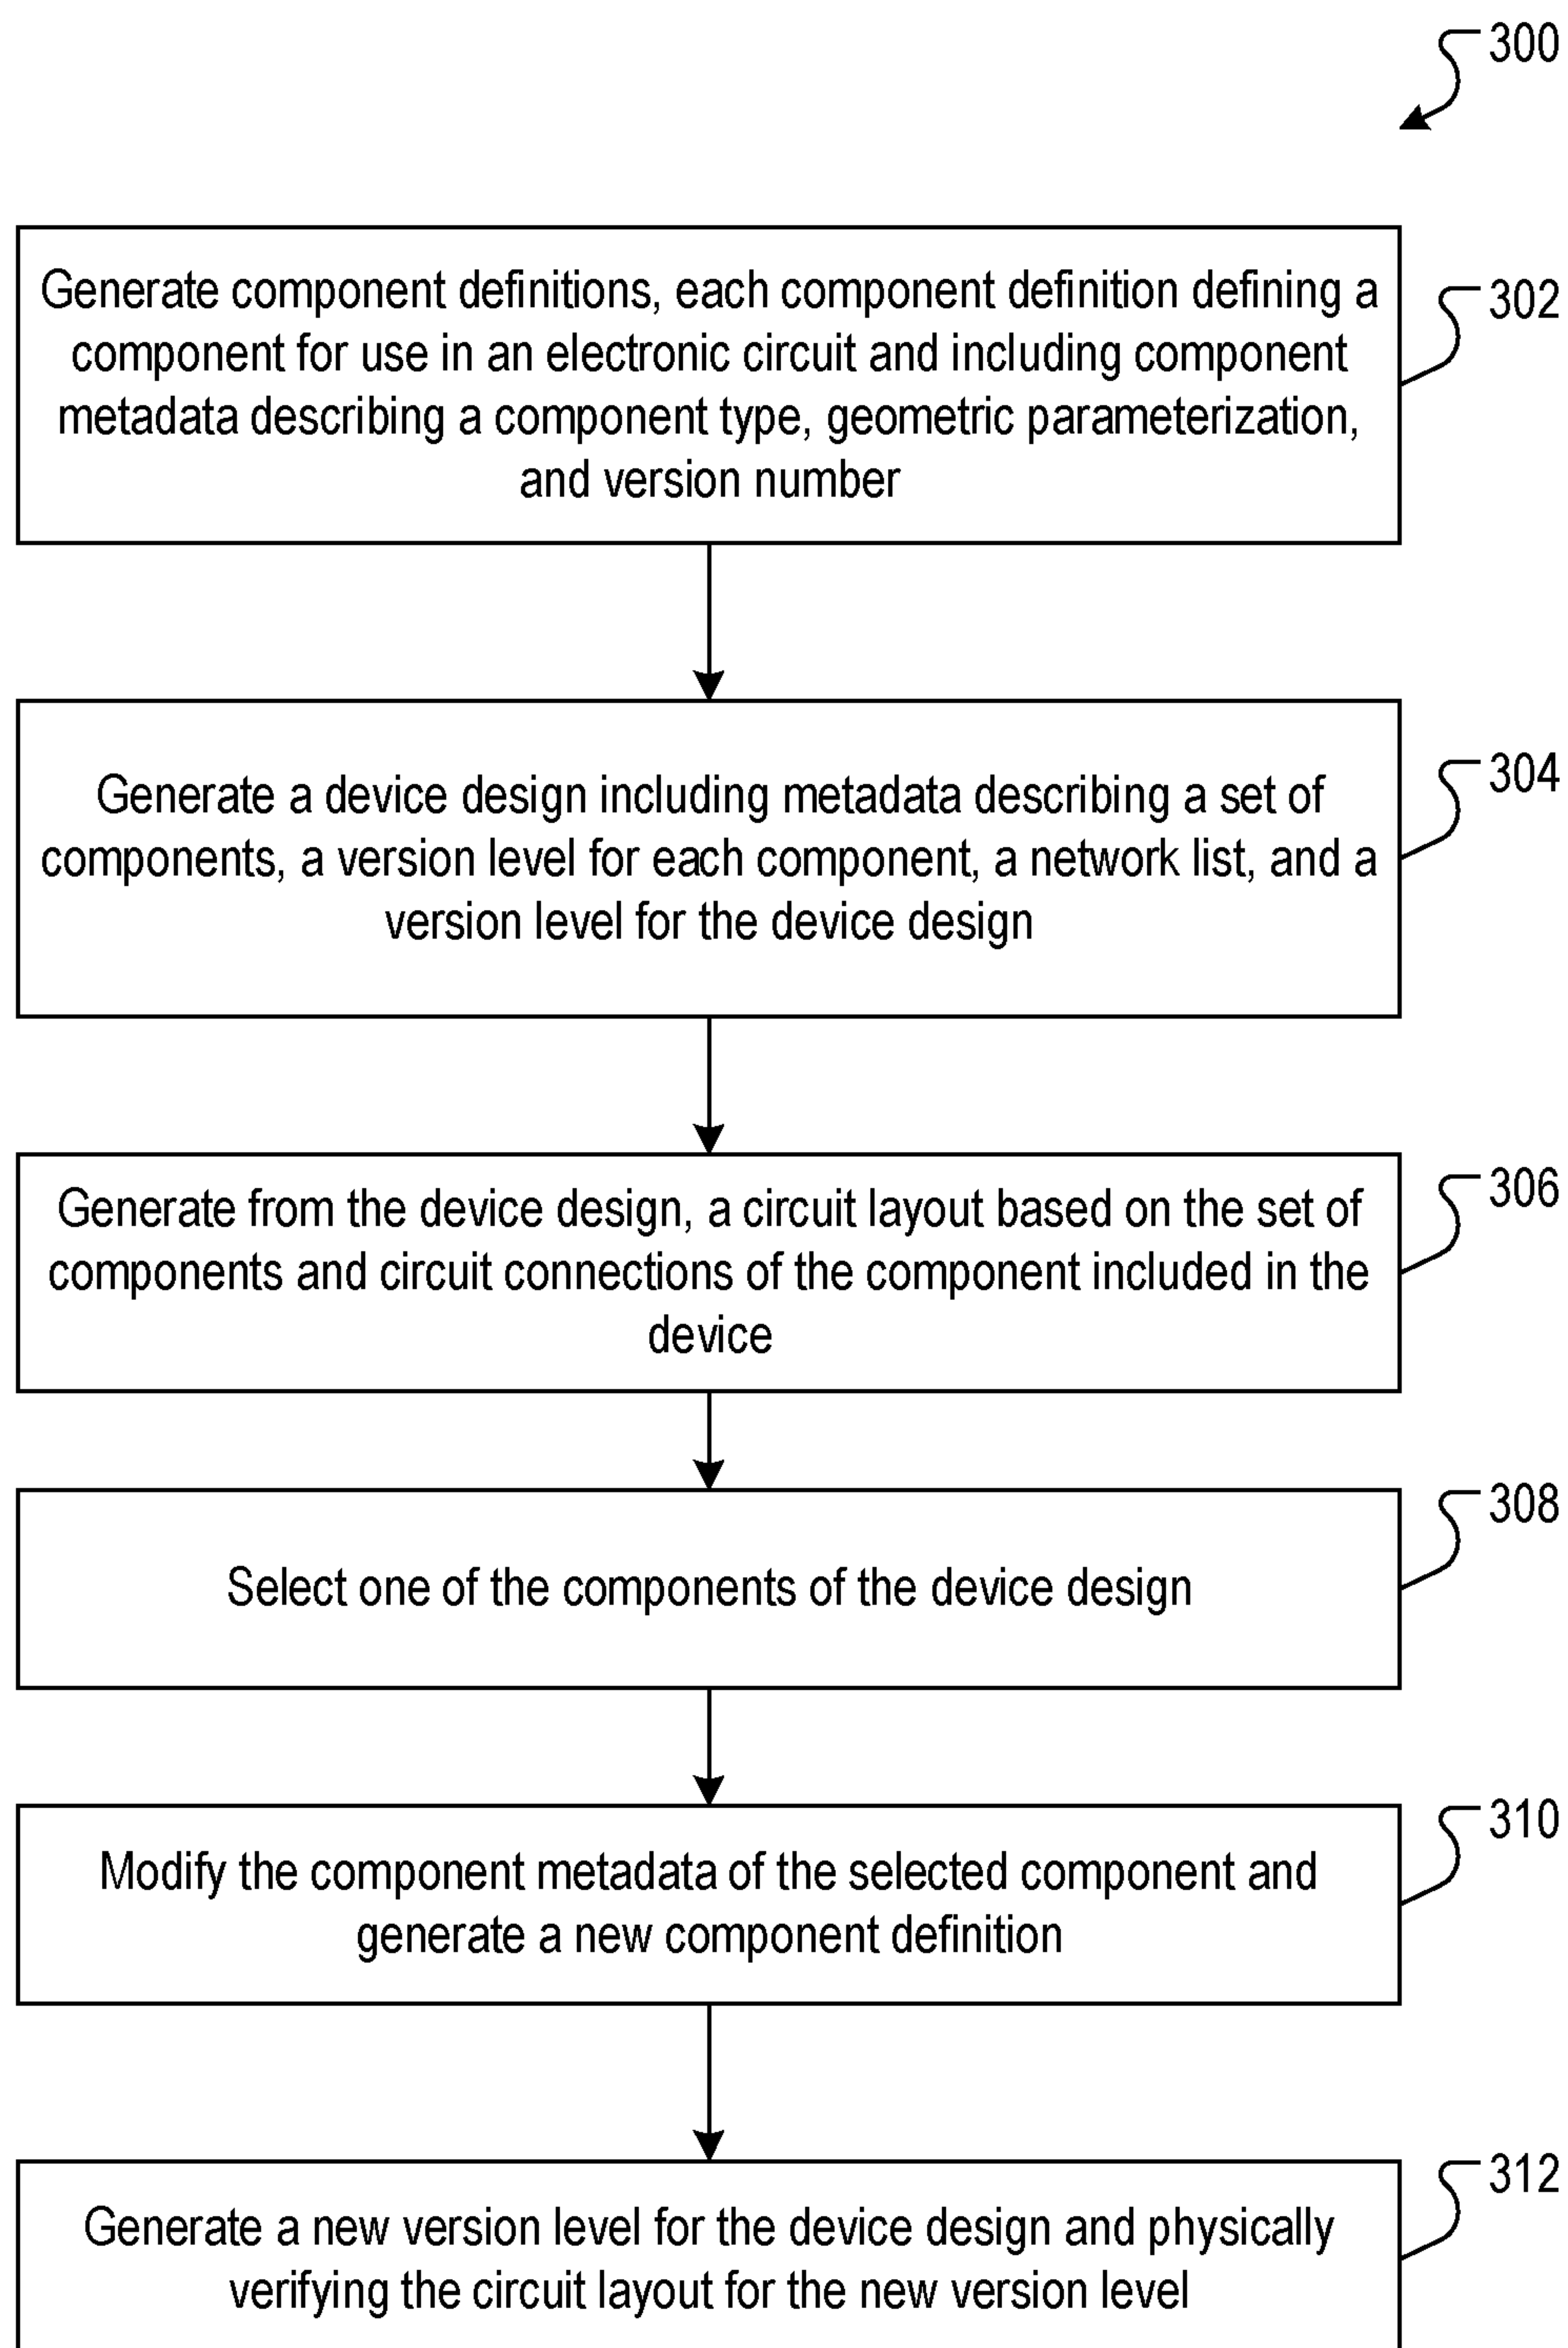 300
Generate component definitions, each component definition defining a
component for use in an electronic circuit and including component
metadata describing a component type, geometric parameterization,
and version number
302
Generate a device design including metadata describing a set of
components, a version level for each component, a network list, and a
version level for the device design
304
Generate from the device design, a circuit layout based on the set of
components and circuit connections of the component included in the
device
306
Select one of the components of the device design
308
Modify the component metadata of the selected component and
generate a new component definition
310
Generate a new version level for the device design and physically
verifying the circuit layout for the new version level
312